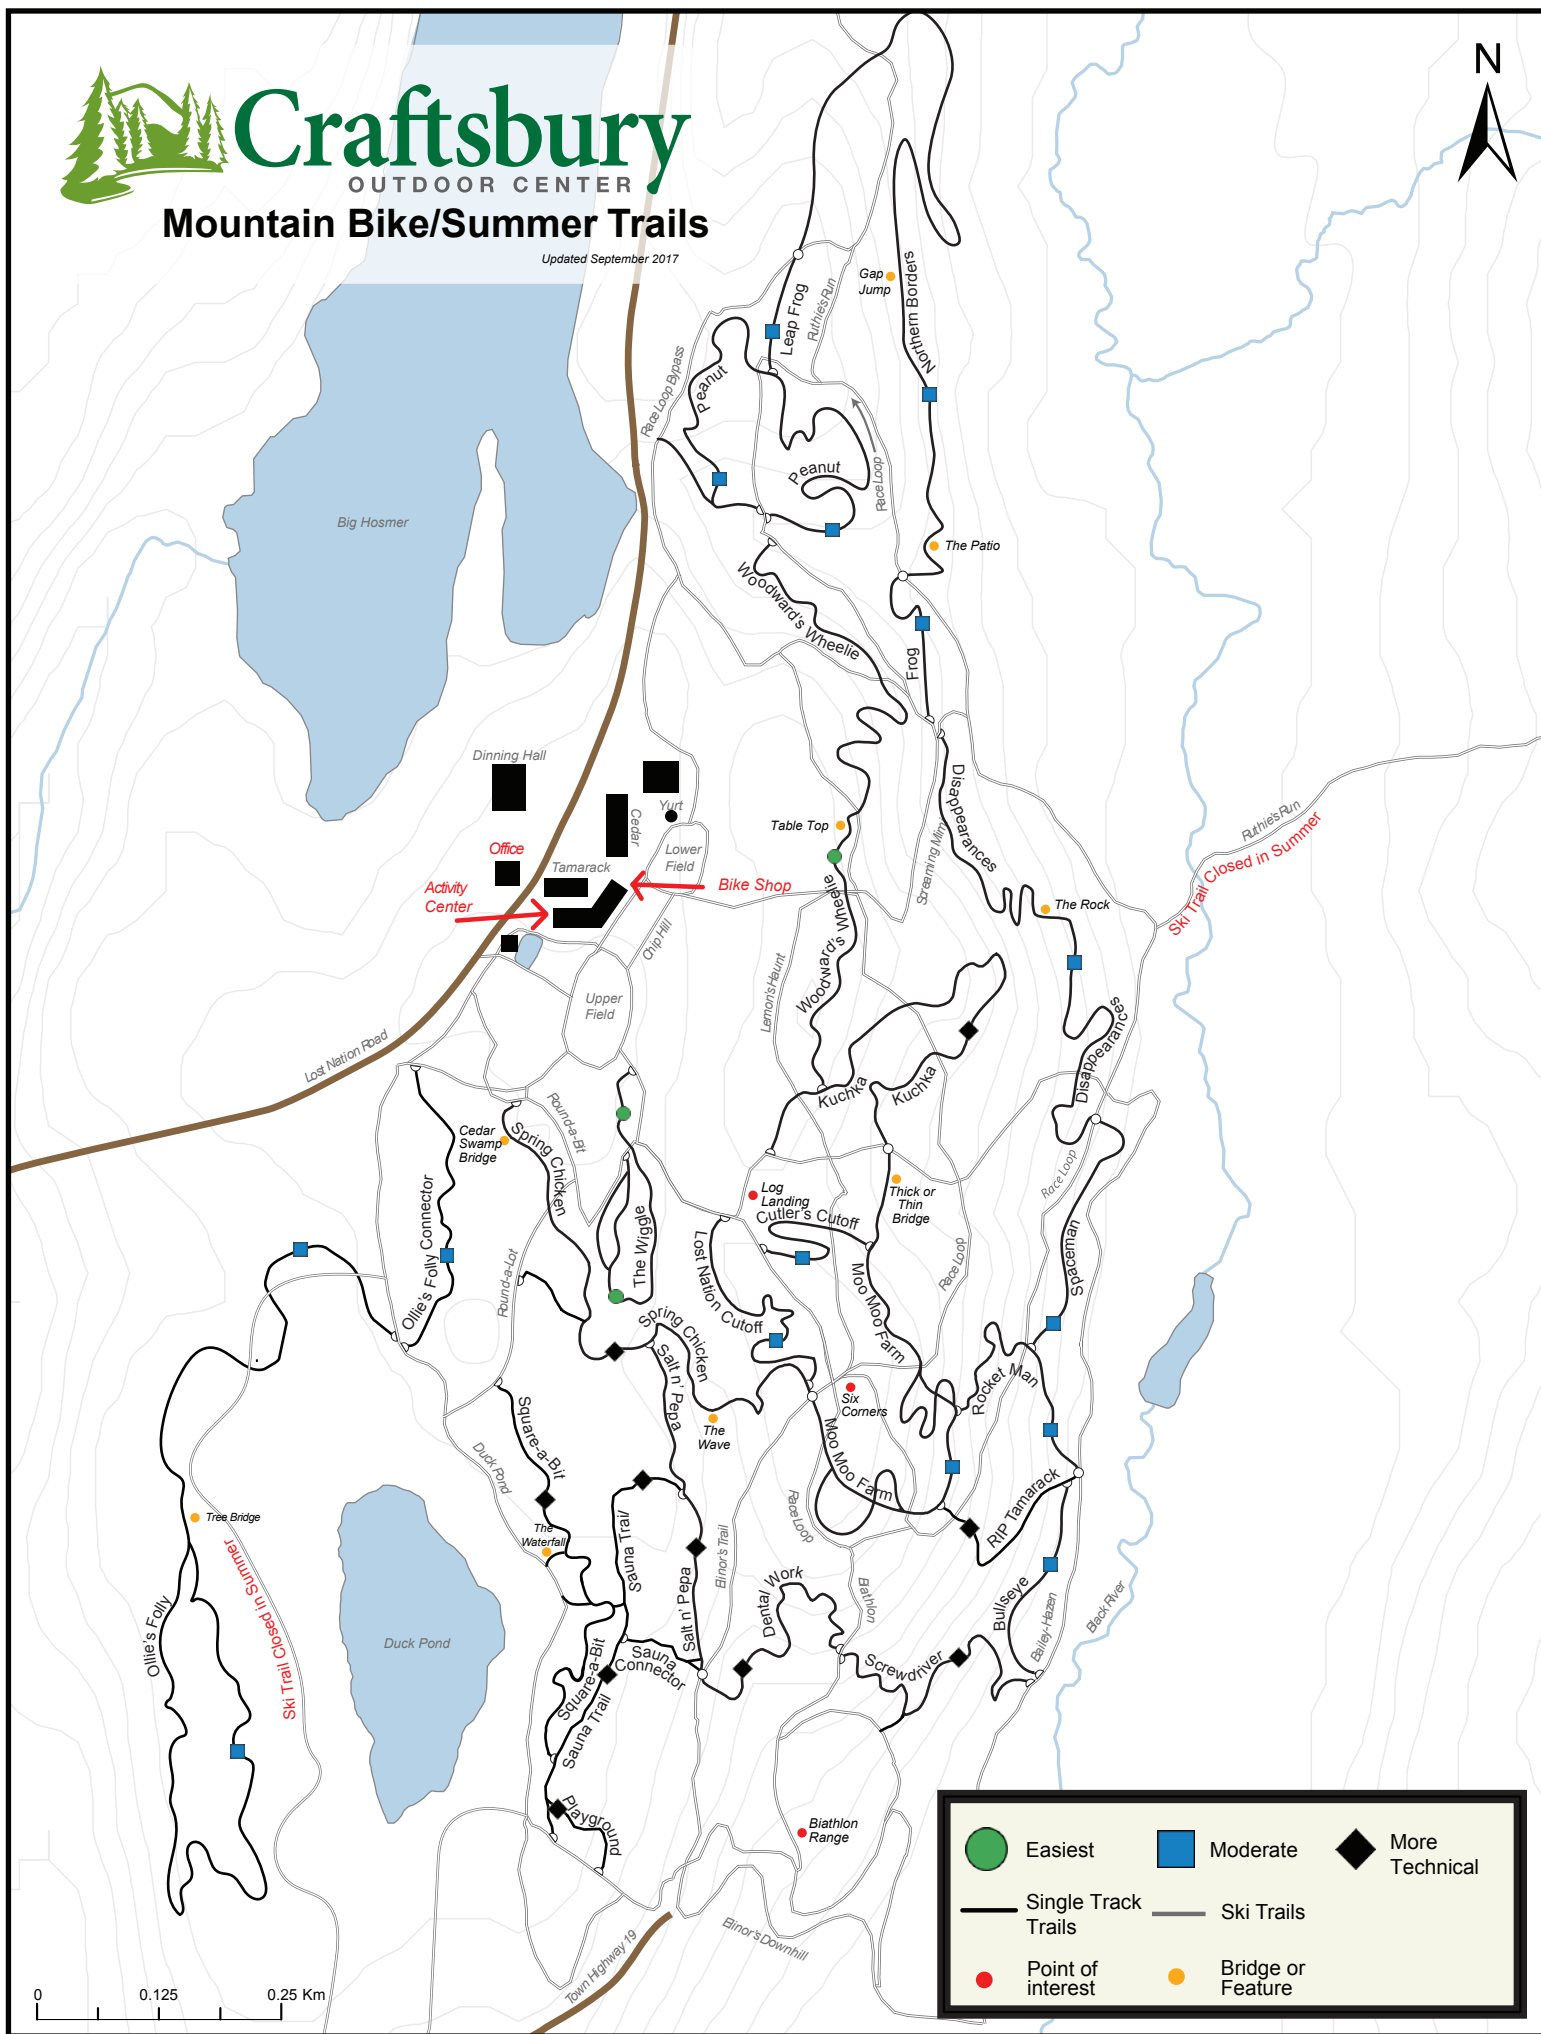 N
Craftsbury
OUTDOOR CENTER
Mountain Bike/Summer Trails
Updated September 2017
Gap
Jump
Northern Borders
Leap Frog
Ruthie's Run
Race Loop Bypass
Peanut
Peanut
Race Loop
Big Hosmer
The Patio
Woodward's Wheelie
Frog
Dinning Hall
Yurt
Cedar
Lower
Field
Office
Tamarack
Activity
Center
Bike Shop
Table Top
Disappearances
Screaming Mimi
Ruthie's Run
Ski Trail Closed in Summer
The Rock
Woodward's Wheelie
Chip Hill
Upper
Field
Lemon's Haunt
Lost Nation Road
Disappearances
Kuchka
Kuchka
Round-a-Bit
Cedar
Swamp
Bridge
Spring Chicken
Race Loop
Log
Landing
Thick or
Thin
Bridge
Cutler's Cutoff
The Wiggle
Ollie's Folly Connector
Round-a-Lot
Lost Nation Cutoff
Moo Moo Farm
Race Loop
Spaceman
Spring Chicken
Salt n' Pepa
Rocket Man
Six
Corners
The
Wave
Square-a-Bit
Duck Pond
Moo Moo Farm
Race Loop
RIP Tamarack
Tree Bridge
The
Waterfall
Sauna Trail
Elinor's Trail
Ski Trail Closed in Summer
Ollie's Folly
Duck Pond
Salt n' Pepa
Dental Work
Biathlon
Bullseye
Bailey-Hazen
Black River
Square-a-Bit
Sauna
Connector
Screwdriver
Sauna Trail
Playground
Biathlon
Range
Elinor's Downhill
Town Highway 19
0
0.125
0.25 Km
Easiest
Moderate
More
Technical
Single Track
Trails
Ski Trails
Point of
interest
Bridge or
Feature